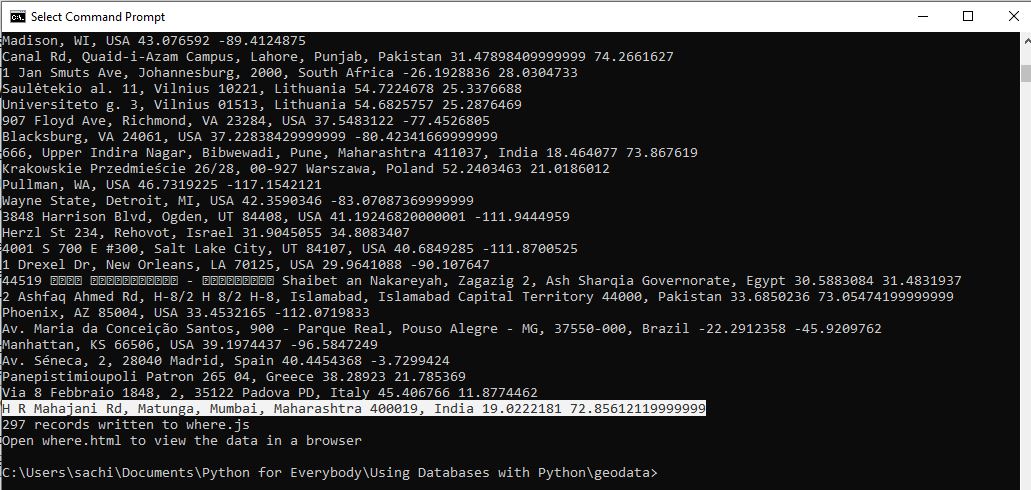 Select Command Prompt
Madison, WI, USA 43.076592 -89.4124875
Canal Rd, Quaid-i-Azam Campus, Lahore, Punjab, Pakistan 31.47898409999999 74.2661627
1 Jan Smuts Ave, Johannesburg, 2000, South Africa -26.1928836 28.0304733
Saulėtekio al. 11, Vilnius 10221, Lithuania 54.7224678 25.3376688
Universiteto g. 3, Vilnius 01513, Lithuania 54.6825757 25.2876469
907 Floyd Ave, Richmond, VA 23284, USA 37.5483122 -77.4526805
Blacksburg, VA 24061, USA 37.22838429999999 -80.42341669999999
666, Upper Indira Nagar, Bibwewadi, Pune, Maharashtra 411037, India 18.464077 73.867619
Krakowskie Przedmieście 26/28, 00-927 Warszawa, Poland 52.2403463 21.0186012
Pullman, WA, USA 46.7319225 -117.1542121
Wayne State, Detroit, MI, USA 42.3590346 -83.07087369999999
3848 Harrison Blvd, Ogden, UT 84408, USA 41.19246820000001 -111.9444959
Herzl St 234, Rehovot, Israel 31.9045055 34.8083407
4001 S 700 E #300, Salt Lake City, UT 84107, USA 40.6849285 -111.8700525
1 Drexel Dr, New Orleans, LA 70125, USA 29.9641088 -90.107647
44519 - Shaibet an Nakareyah, Zagazig 2, Ash Sharqia Governorate, Egypt 30.5883084 31.4831937
2 Ashfaq Ahmed Rd, H-8/2 H 8/2 H-8, Islamabad, Islamabad Capital Territory 44000, Pakistan 33.6850236 73.05474199999999
Phoenix, AZ 85004, USA 33.4532165 -112.0719833
Av. Maria da Conceição Santos, 900 - Parque Real, Pouso Alegre - MG, 37550-000, Brazil -22.2912358 -45.9209762
Manhattan, KS 66506, USA 39.1974437 -96.5847249
Av. Séneca, 2, 28040 Madrid, Spain 40.4454368 -3.7299424
Panepistimioupoli Patron 265 04, Greece 38.28923 21.785369
Via 8 Febbraio 1848, 2, 35122 Padova PD, Italy 45.406766 11.8774462
H R Mahajani Rd, Matunga, Mumbai, Maharashtra 400019, India 19.0222181 72.85612119999999
297 records written to where.js
Open where.html to view the data in a browser
C:\Users\sachi\Documents\Python for Everybody\Using Databases with Python\geodata>